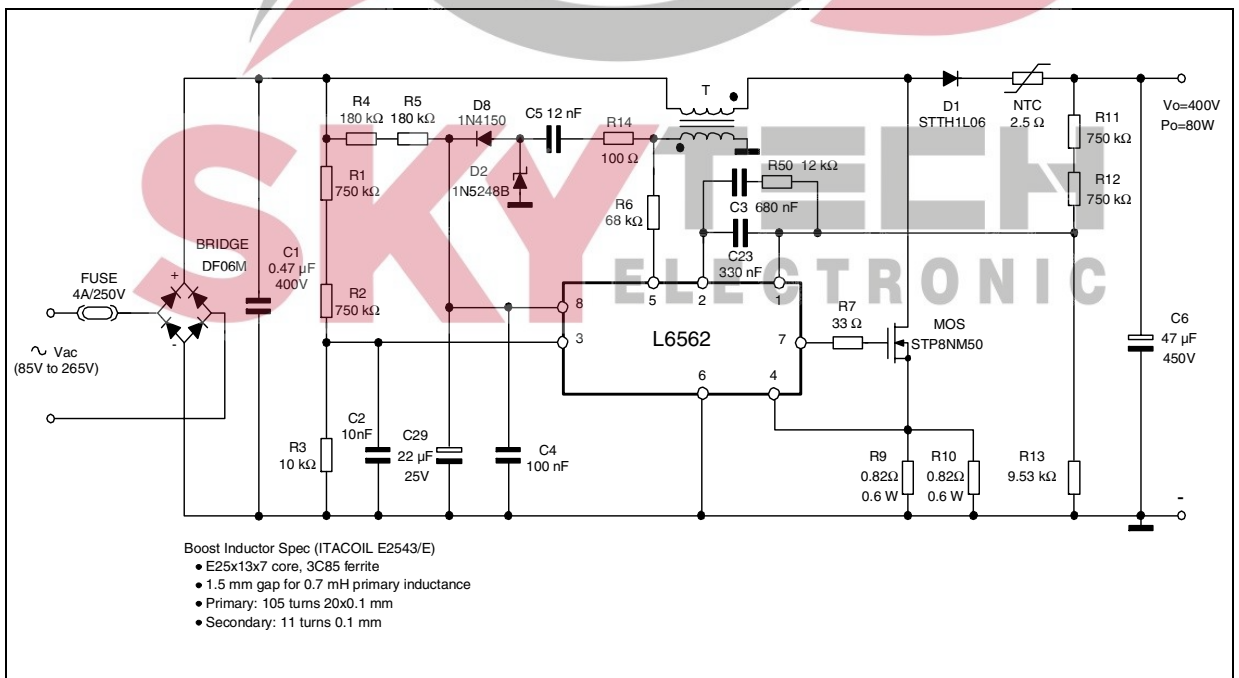 T
R4
180 kΩ
R5
180 kΩ
D8
1N4150
C5 12 nF
R14
100 Ω
D1
STTH1L06
NTC
2.5 Ω
Vo=400V
Po=80W
R11
750 kΩ
R12
750 kΩ
R1
750 kΩ
D2
1N5248B
R50 12 kΩ
C3 680 nF
R6
68 kΩ
C23
330 nF
SKYTECH
ELECTRONIC
BRIDGE
DF06M
+
-
C1
0.47 µF
400V
FUSE
4A/250V
R2
750 kΩ
5
2
1
8
3
L6562
7
6
4
R7
33 Ω
MOS
STP8NM50
C6
47 µF
450V
~ Vac
(85V to 265V)
R3
10 kΩ
C2
10nF
C29
22 µF
25V
C4
100 nF
R9
0.82Ω
0.6 W
R10
0.82Ω
0.6 W
R13
9.53 kΩ
-
Boost Inductor Spec (ITACOIL E2543/E)
● E25x13x7 core, 3C85 ferrite
● 1.5 mm gap for 0.7 mH primary inductance
● Primary: 105 turns 20x0.1 mm
● Secondary: 11 turns 0.1 mm